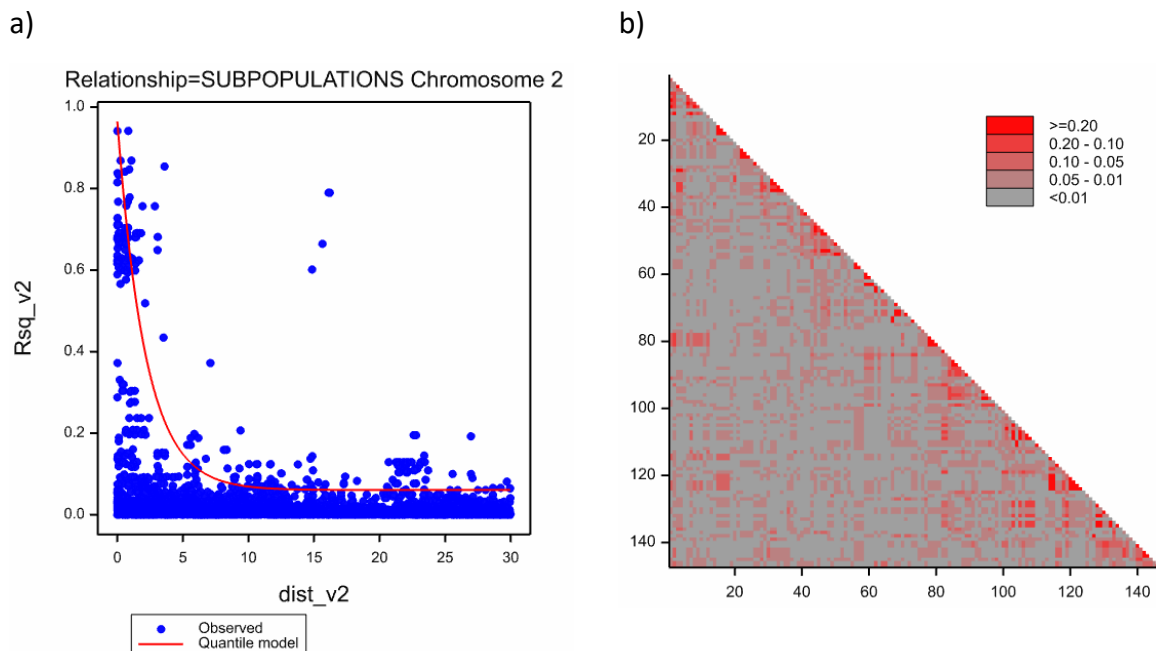 a)
b)
Relationship=SUBPOPULATIONS Chromosome 2
1.0
0.8
0.6
0.4
0.2
0.0
Rsq_v2
0 5 10 15 20 25 30
dist_v2
Observed
Quantile model
20
40
60
80
100
120
140
20 40 60 80 100 120 140
>=0.20
0.20 - 0.10
0.10 - 0.05
0.05 - 0.01
<0.01